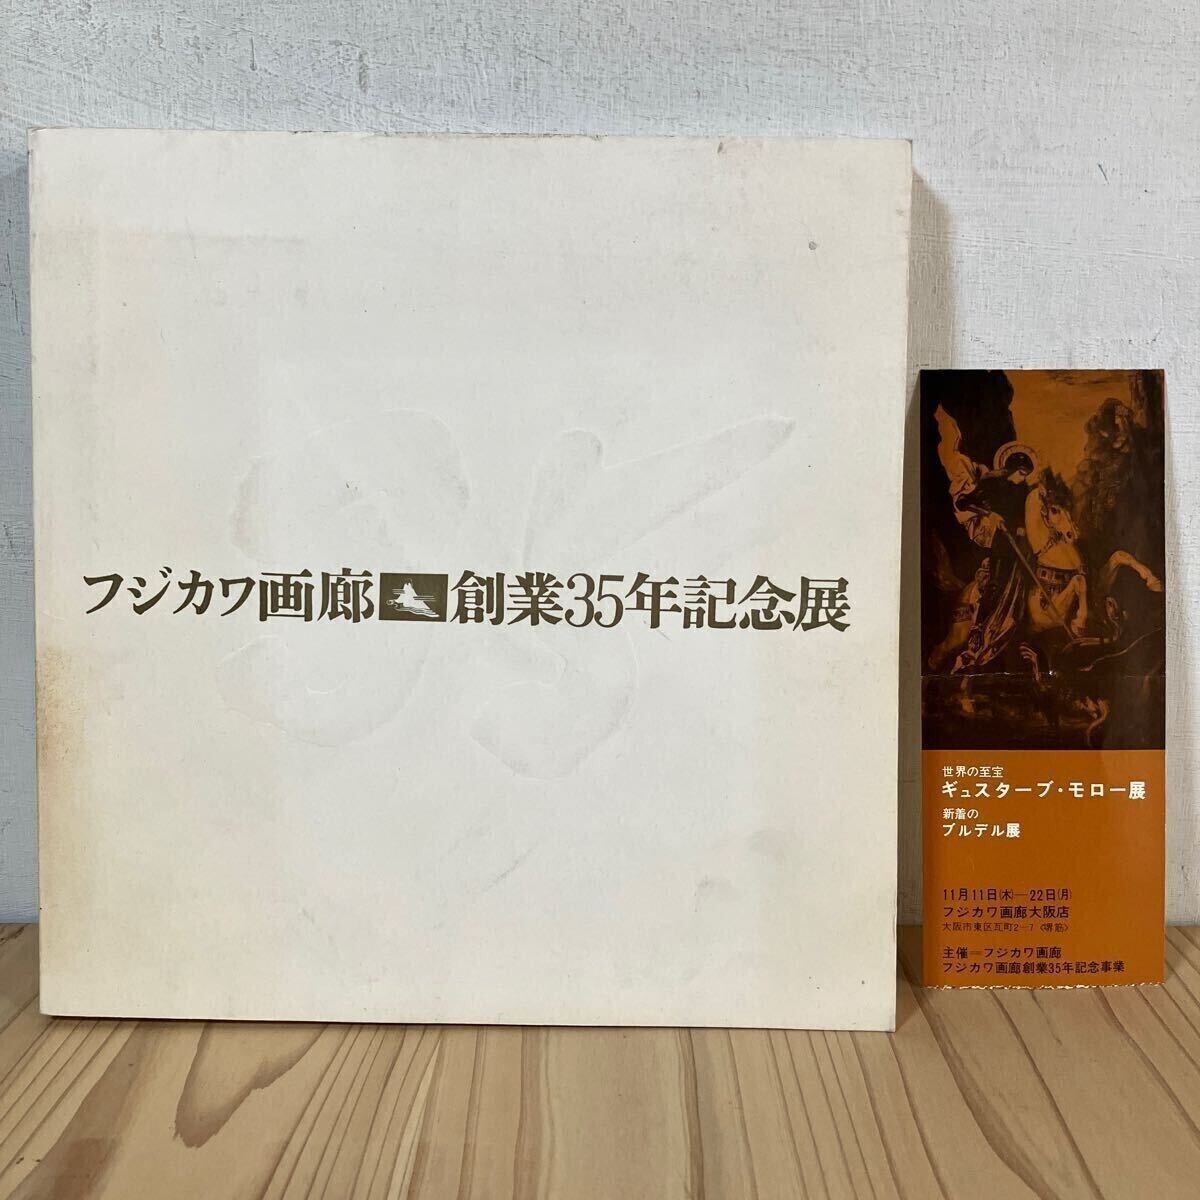 フジカワ画廊 創業35年記念展
世界の至宝
ギュスターブ・モロー展
新着の
ブルデル展
11月11日(木)—22日(月)
フジカワ画廊大阪店
大阪市東区瓦町2—7〈堺筋〉
主催=フジカワ画廊
フジカワ画廊創業35年記念事業